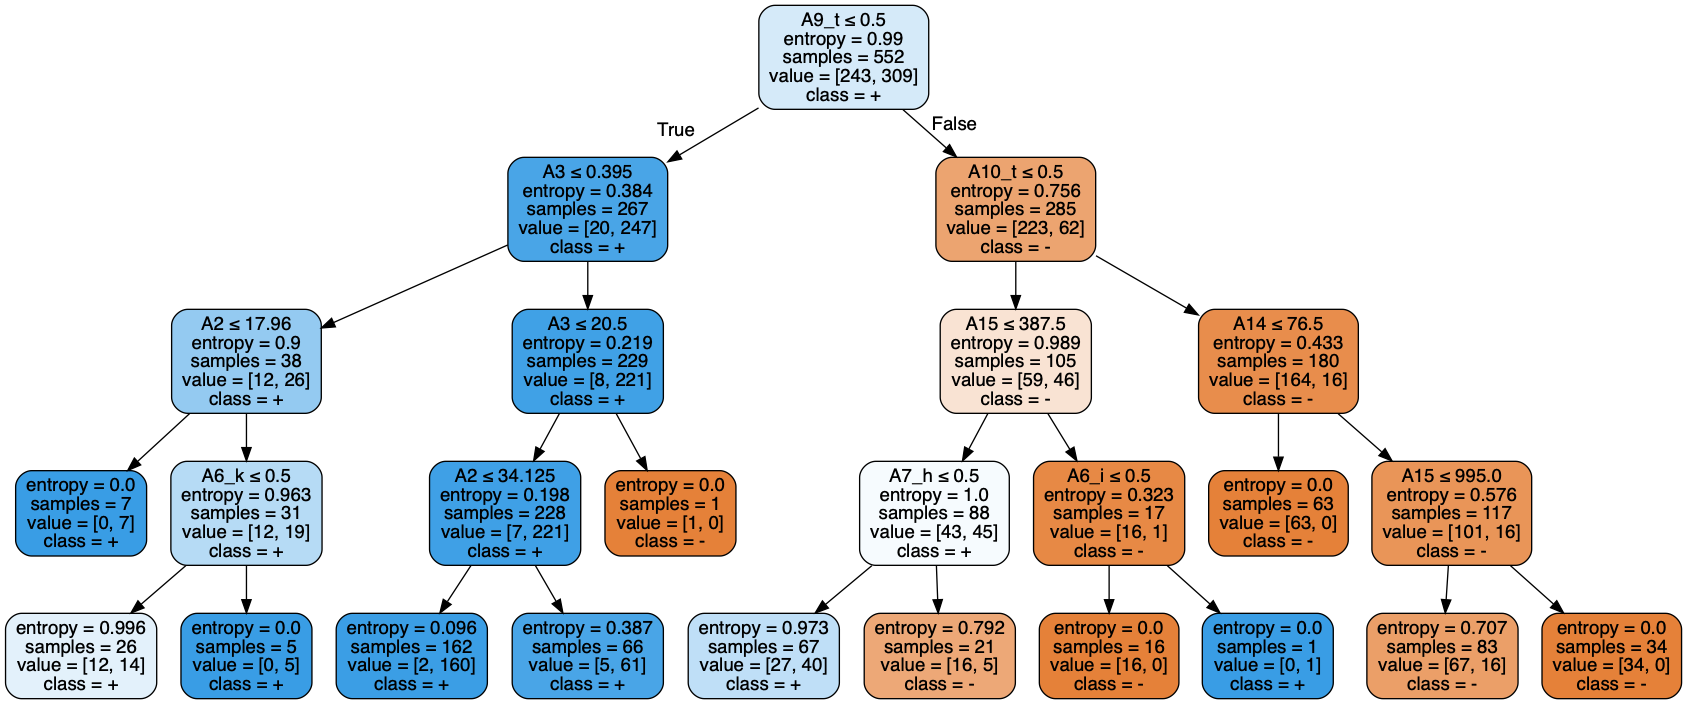 A9_t ≤ 0.5
entropy = 0.99
samples = 552
value = [243, 309]
class = +
True
False
A3 ≤ 0.395
entropy = 0.384
samples = 267
value = [20, 247]
class = +
A10_t ≤ 0.5
entropy = 0.756
samples = 285
value = [223, 62]
class = -
A2 ≤ 17.96
entropy = 0.9
samples = 38
value = [12, 26]
class = +
A3 ≤ 20.5
entropy = 0.219
samples = 229
value = [8, 221]
class = +
A15 ≤ 387.5
entropy = 0.989
samples = 105
value = [59, 46]
class = -
A14 ≤ 76.5
entropy = 0.433
samples = 180
value = [164, 16]
class = -
entropy = 0.0
samples = 7
value = [0, 7]
class = +
A6_k ≤ 0.5
entropy = 0.963
samples = 31
value = [12, 19]
class = +
A2 ≤ 34.125
entropy = 0.198
samples = 228
value = [7, 221]
class = +
entropy = 0.0
samples = 1
value = [1, 0]
class = -
A7_h ≤ 0.5
entropy = 1.0
samples = 88
value = [43, 45]
class = +
A6_i ≤ 0.5
entropy = 0.323
samples = 17
value = [16, 1]
class = -
entropy = 0.0
samples = 63
value = [63, 0]
class = -
A15 ≤ 995.0
entropy = 0.576
samples = 117
value = [101, 16]
class = -
entropy = 0.996
samples = 26
value = [12, 14]
class = +
entropy = 0.0
samples = 5
value = [0, 5]
class = +
entropy = 0.096
samples = 162
value = [2, 160]
class = +
entropy = 0.387
samples = 66
value = [5, 61]
class = +
entropy = 0.973
samples = 67
value = [27, 40]
class = +
entropy = 0.792
samples = 21
value = [16, 5]
class = -
entropy = 0.0
samples = 16
value = [16, 0]
class = -
entropy = 0.0
samples = 1
value = [0, 1]
class = +
entropy = 0.707
samples = 83
value = [67, 16]
class = -
entropy = 0.0
samples = 34
value = [34, 0]
class = -